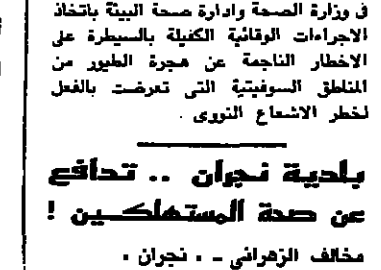 فى وزارة الصحة وادارة صحة البيئة باتخاذ
الاجراءات الوقائية الكفيلة بالسيطرة على
الاخطار الناجمة عن هجرة الطيور من
المناطق السوفيتية التى تعرضت بالفعل
لخطر الاشعاع النووى .
بلدية نجران .. تدافع
عن صحة المستهلكين !
مخالف الزهرانى - . نجران .